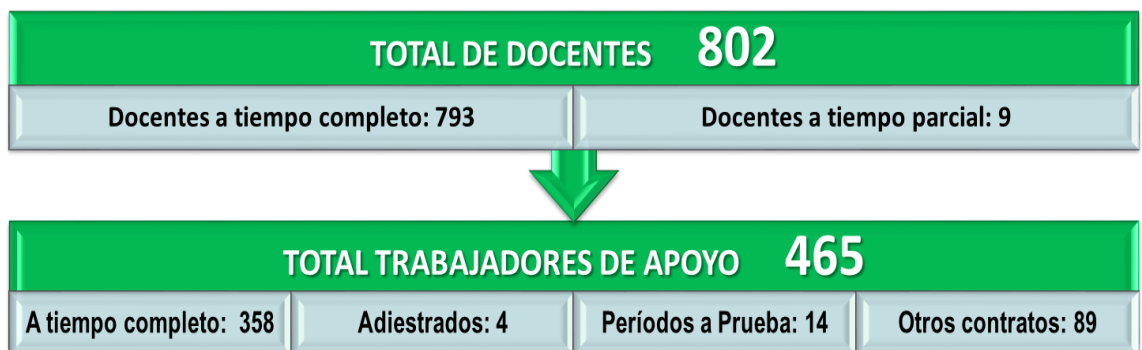 TOTAL DE DOCENTES 802
Docentes a tiempo completo: 793
Docentes a tiempo parcial: 9
TOTAL TRABAJADORES DE APOYO 465
A tiempo completo: 358
Adiestrados: 4
Períodos a Prueba: 14
Otros contratos: 89